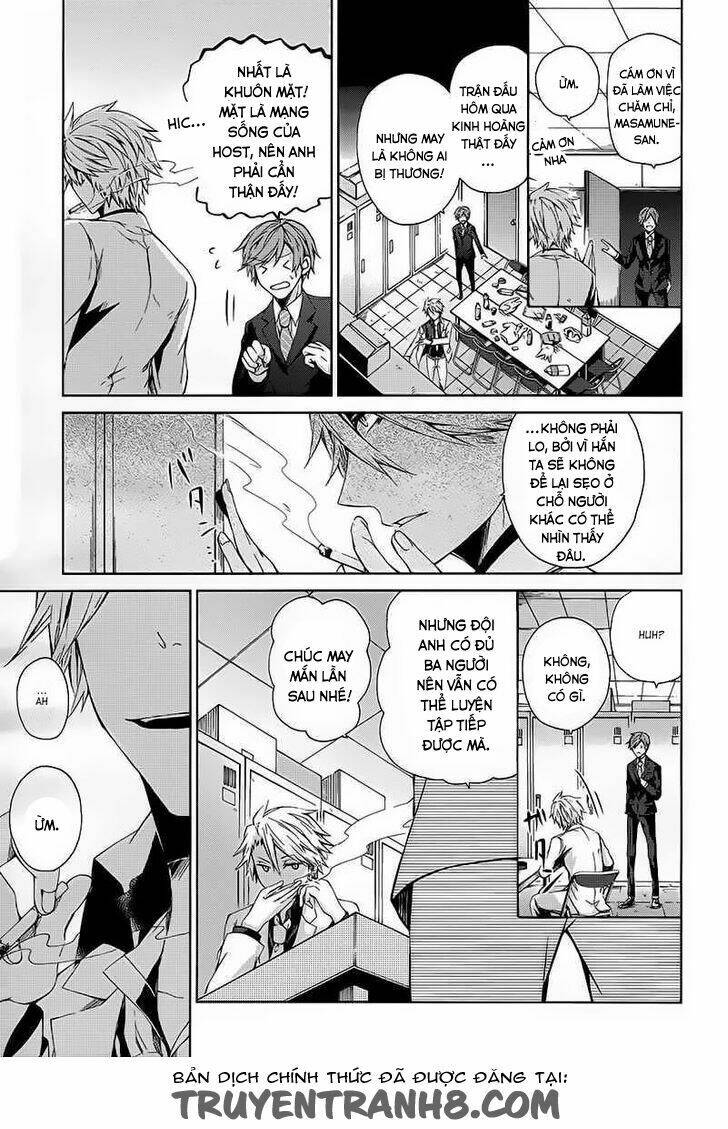 CÁM ƠN VÌ
ĐÃ LÀM VIỆC
CHĂM CHỈ,
MASAMUNE-
SAN.
ỪM.
CẢM ƠN
NHA
TRẬN ĐẤU
HÔM QUA
KINH HOÀNG
THẬT ĐẤY
...
NHƯNG MAY
LÀ KHÔNG AI
BỊ THƯƠNG!
NHẤT LÀ
KHUÔN MẶT!
MẶT LÀ MẠNG
SỐNG CỦA
HOST, NÊN ANH
PHẢI CẨN
THẬN ĐẤY!
HIC...
...KHÔNG PHẢI
LO, BỞI VÌ HẮN
TA SẼ KHÔNG
ĐỂ LẠI SẸO Ở
CHỖ NGƯỜI
KHÁC CÓ THỂ
NHÌN THẤY
ĐÂU.
バタン
HUH?
KHÔNG,
KHÔNG
CÓ GÌ.
NHƯNG ĐỘI
ANH CÓ ĐỦ
BA NGƯỜI
NÊN VẪN CÓ
THỂ LUYỆN
TẬP TIẾP
ĐƯỢC MÀ.
CHÚC MAY
MẮN LẦN
SAU NHÉ!
...
ÀH
ỪM.
BẢN DỊCH CHÍNH THỨC ĐÃ ĐƯỢC ĐĂNG TẠI:
TRUYENTRANH8.COM